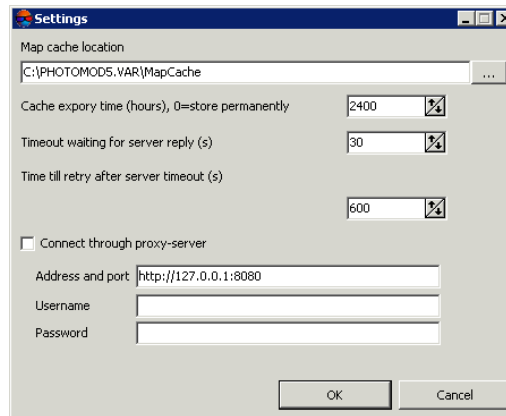 Settings
Map cache location
C:\PHOTOMOD5.VAR\MapCache
...
Cache expory time (hours), 0=store permanently 2400
Timeout waiting for server reply (s) 30
Time till retry after server timeout (s)
600
Connect through proxy-server
Address and port http://127.0.0.1:8080
Username
Password
OK Cancel